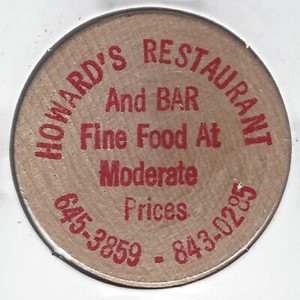 HOWARD'S RESTAURANT
And BAR
Fine Food At
Moderate
Prices
645-3859 - 843-0285